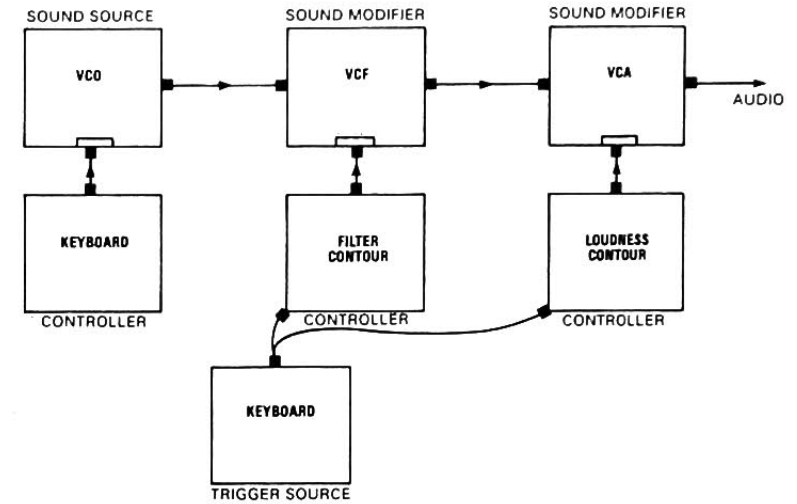 SOUND SOURCE
SOUND MODIFIER
SOUND MODIFIER
VCO
VCF
VCA
AUDIO
KEYBOARD
FILTER
CONTOUR
LOUDNESS
CONTOUR
CONTROLLER
CONTROLLER
CONTROLLER
KEYBOARD
TRIGGER SOURCE